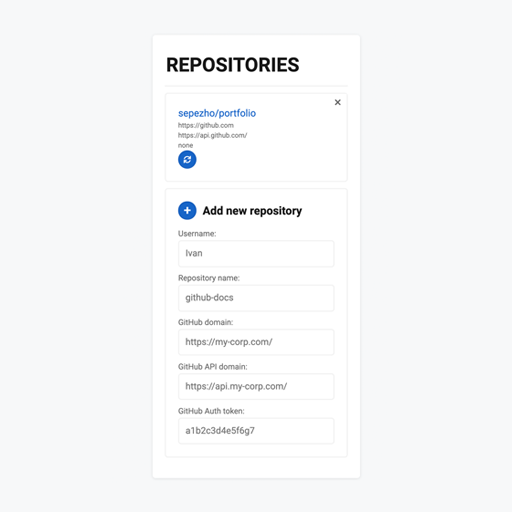 REPOSITORIES
sepezho/portfolio
https://github.com
https://api.github.com/
none
Add new repository
Username:
Ivan
Repository name:
github-docs
GitHub domain:
https://my-corp.com/
GitHub API domain:
https://api.my-corp.com/
GitHub Auth token:
a1b2c3d4e5f6g7